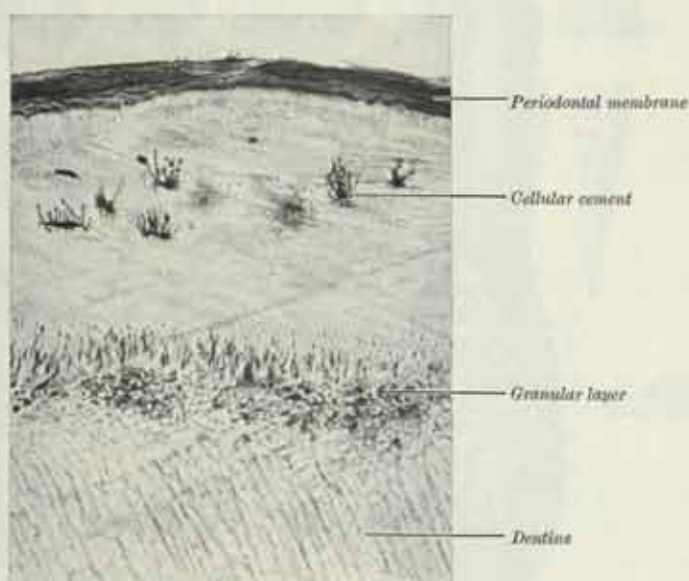 Periodontal membrane
Cellular cement
Granular layer
Dentine